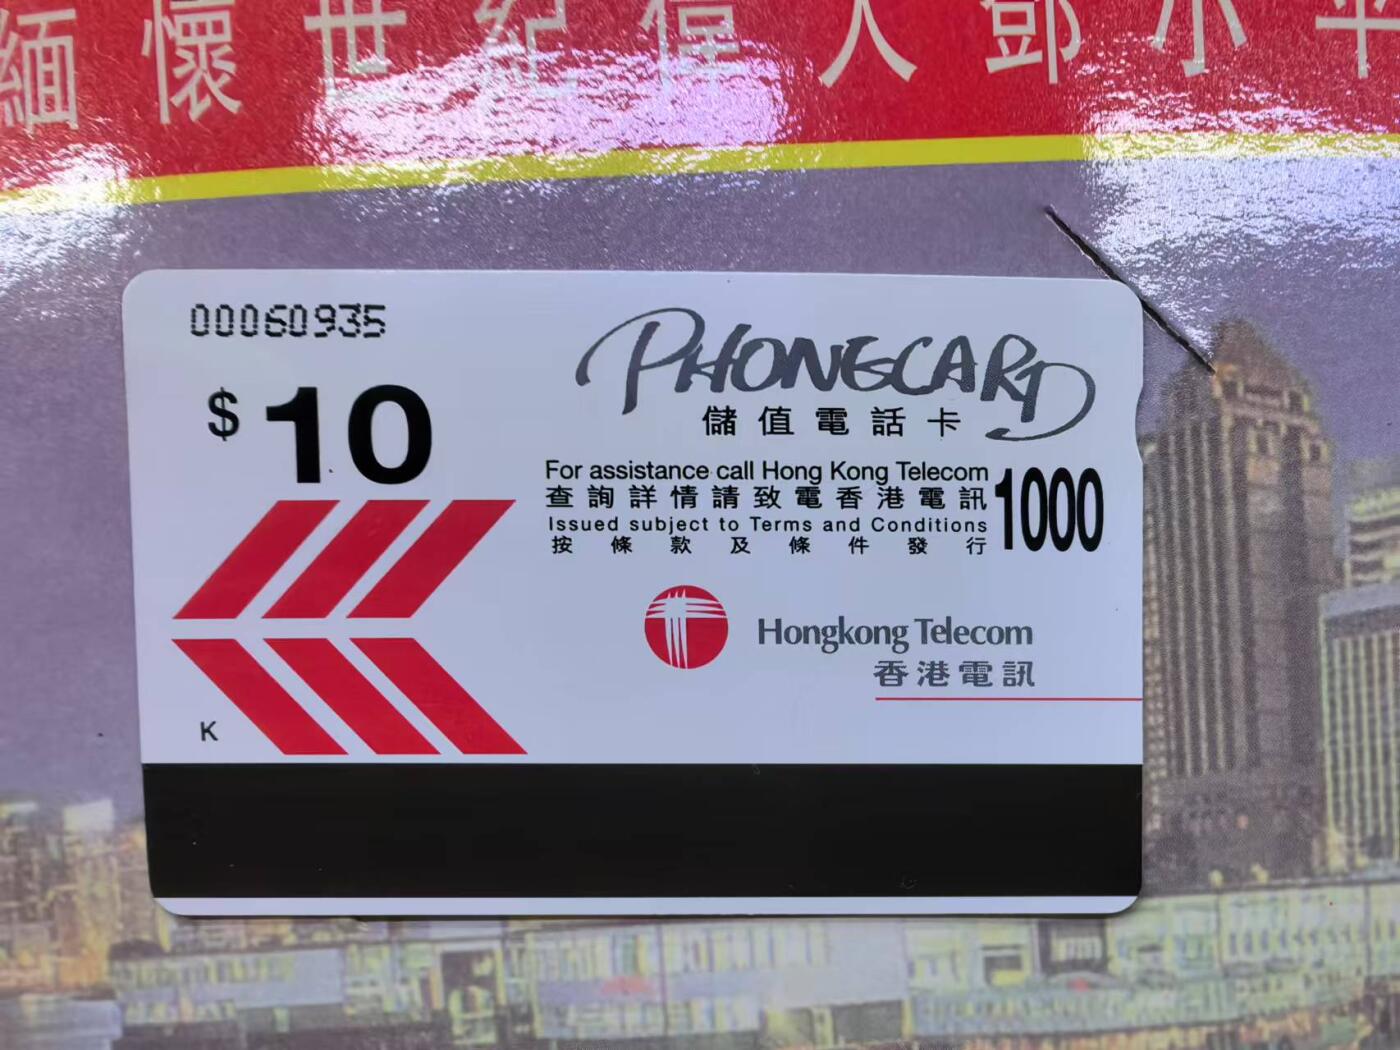 緬懷世紀偉人鄧小平
00060935
PHONECARD
$10
儲值電話卡
For assistance call Hong Kong Telecom
查詢詳情請致電香港電訊
1000
Issued subject to Terms and Conditions
按條款及條件發行
Hongkong Telecom
香港電訊
K